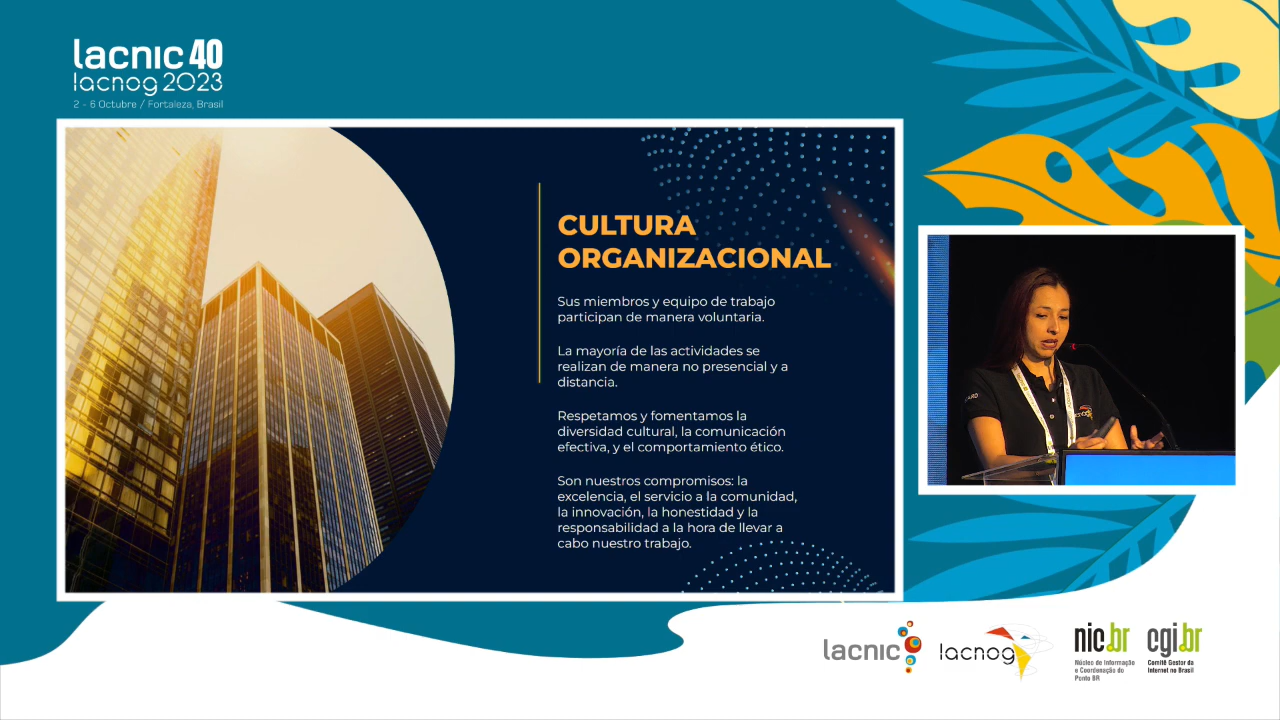 lacnic 40
lacnog 2023
2 - 6 Octubre / Fortaleza, Brasil
CULTURA
ORGANIZACIONAL
Sus miembros y equipo de trabajo
participan de manera voluntaria.
La mayoría de las actividades se
realizan de manera no presencial y a
distancia.
Respetamos y fomentamos la
diversidad cultural, la comunicación
efectiva, y el comportamiento ético.
Son nuestros compromisos: la
excelencia, el servicio a la comunidad,
la innovación, la honestidad y la
responsabilidad a la hora de llevar a
cabo nuestro trabajo.
lacnic
lacnog
nic.br
Núcleo de Informação
e Coordenação do
Ponto BR
cgi.br
Comitê Gestor da
Internet no Brasil